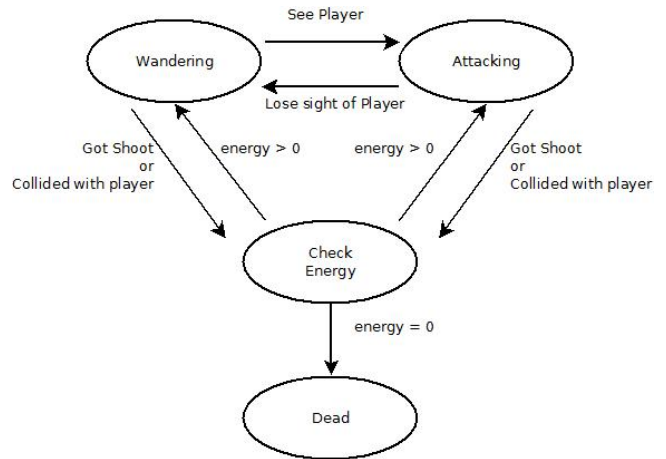 See Player
Wandering
Attacking
Lose sight of Player
Got Shoot
or
Collided with player
energy > 0
energy > 0
Got Shoot
or
Collided with player
Check
Energy
energy = 0
Dead